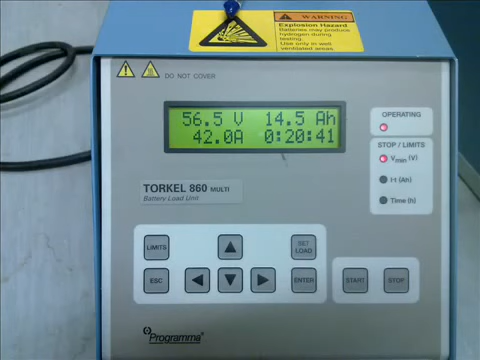 WARNING
Explosion Hazard
Batteries may produce
hydrogen during
testing.
Use only in well
ventilated areas
DO NOT COVER
56.5 V 14.5 Ah
42.0A 0:20:41
OPERATING
STOP / LIMITS
Vmin (V)
I·t (Ah)
Time (h)
TORKEL 860 MULTI
Battery Load Unit
LIMITS
SET LOAD
ESC
ENTER
START
STOP
Programma®